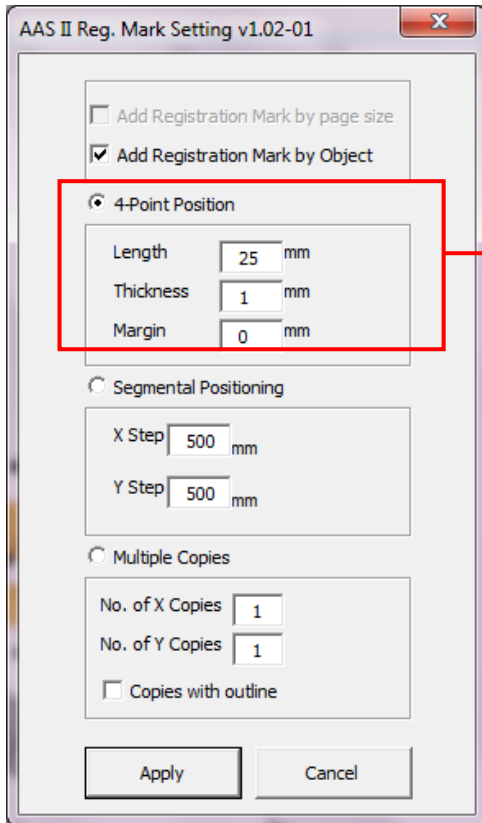 AAS II Reg. Mark Setting v1.02-01
Add Registration Mark by page size
Add Registration Mark by Object
4-Point Position
Length 25 mm
Thickness 1 mm
Margin 0 mm
Segmental Positioning
X Step 500 mm
Y Step 500 mm
Multiple Copies
No. of X Copies 1
No. of Y Copies 1
Copies with outline
Apply Cancel